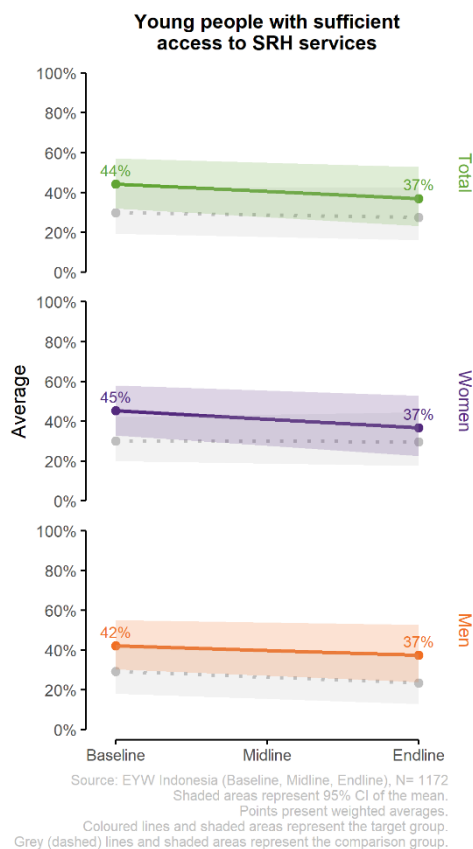 Young people with sufficient
access to SRH services
100%
80%
60%
40%
20%
0%
44%
37%
Total
100%
80%
60%
40%
20%
0%
45%
37%
Women
Average
100%
80%
60%
40%
20%
0%
42%
37%
Men
Baseline
Midline
Endline
Source: EYW Indonesia (Baseline, Midline, Endline), N= 1172
Shaded areas represent 95% CI of the mean.
Points present weighted averages.
Coloured lines and shaded areas represent the target group.
Grey (dashed) lines and shaded areas represent the comparison group.